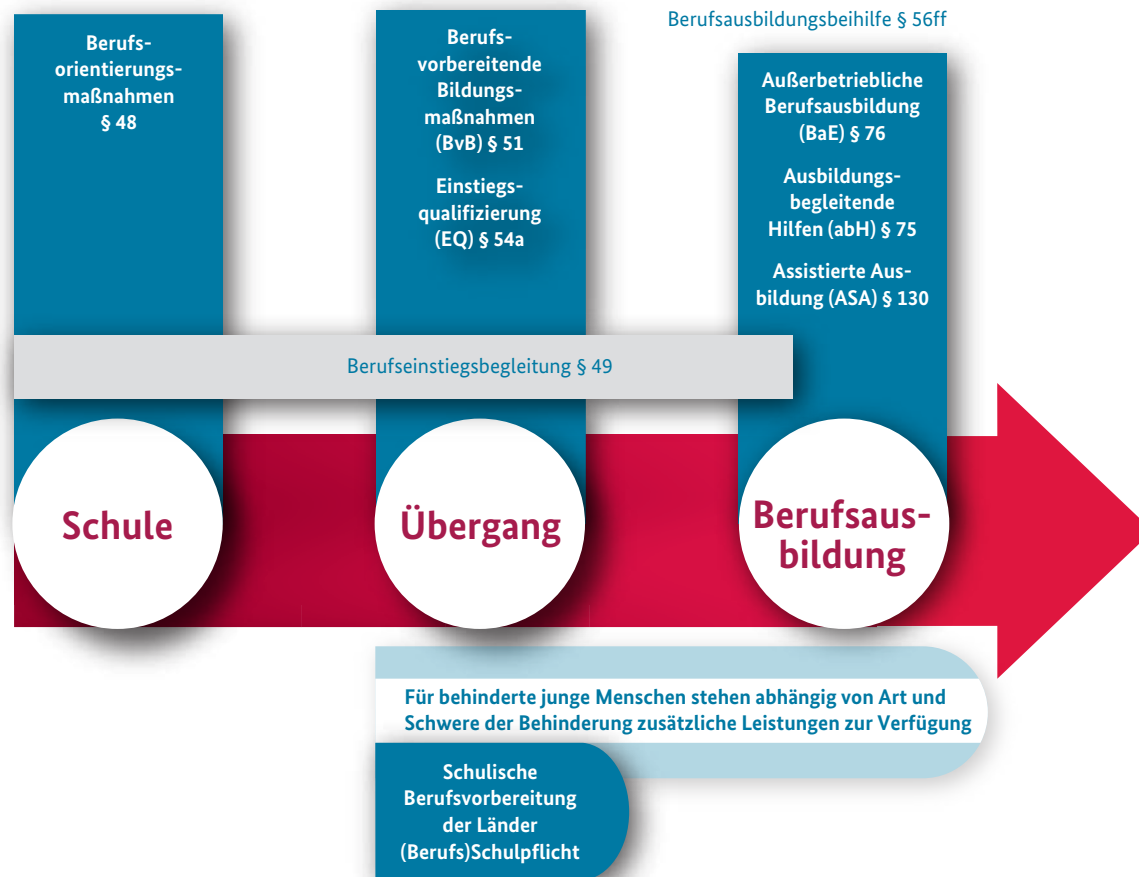 Berufsausbildungsbeihilfe § 56ff
Berufs-
orientierungs-
maßnahmen
§ 48
Berufs-
vorbereitende
Bildungs-
maßnahmen
(BvB) § 51
Einstiegs-
qualifizierung
(EQ) § 54a
Außerbetriebliche
Berufsausbildung
(BaE) § 76
Ausbildungs-
begleitende
Hilfen (abH) § 75
Assistierte Aus-
bildung (ASA) § 130
Berufseinstiegsbegleitung § 49
Schule
Übergang
Berufsaus-
bildung
Für behinderte junge Menschen stehen abhängig von Art und
Schwere der Behinderung zusätzliche Leistungen zur Verfügung
Schulische
Berufsvorbereitung
der Länder
(Berufs)Schulpflicht